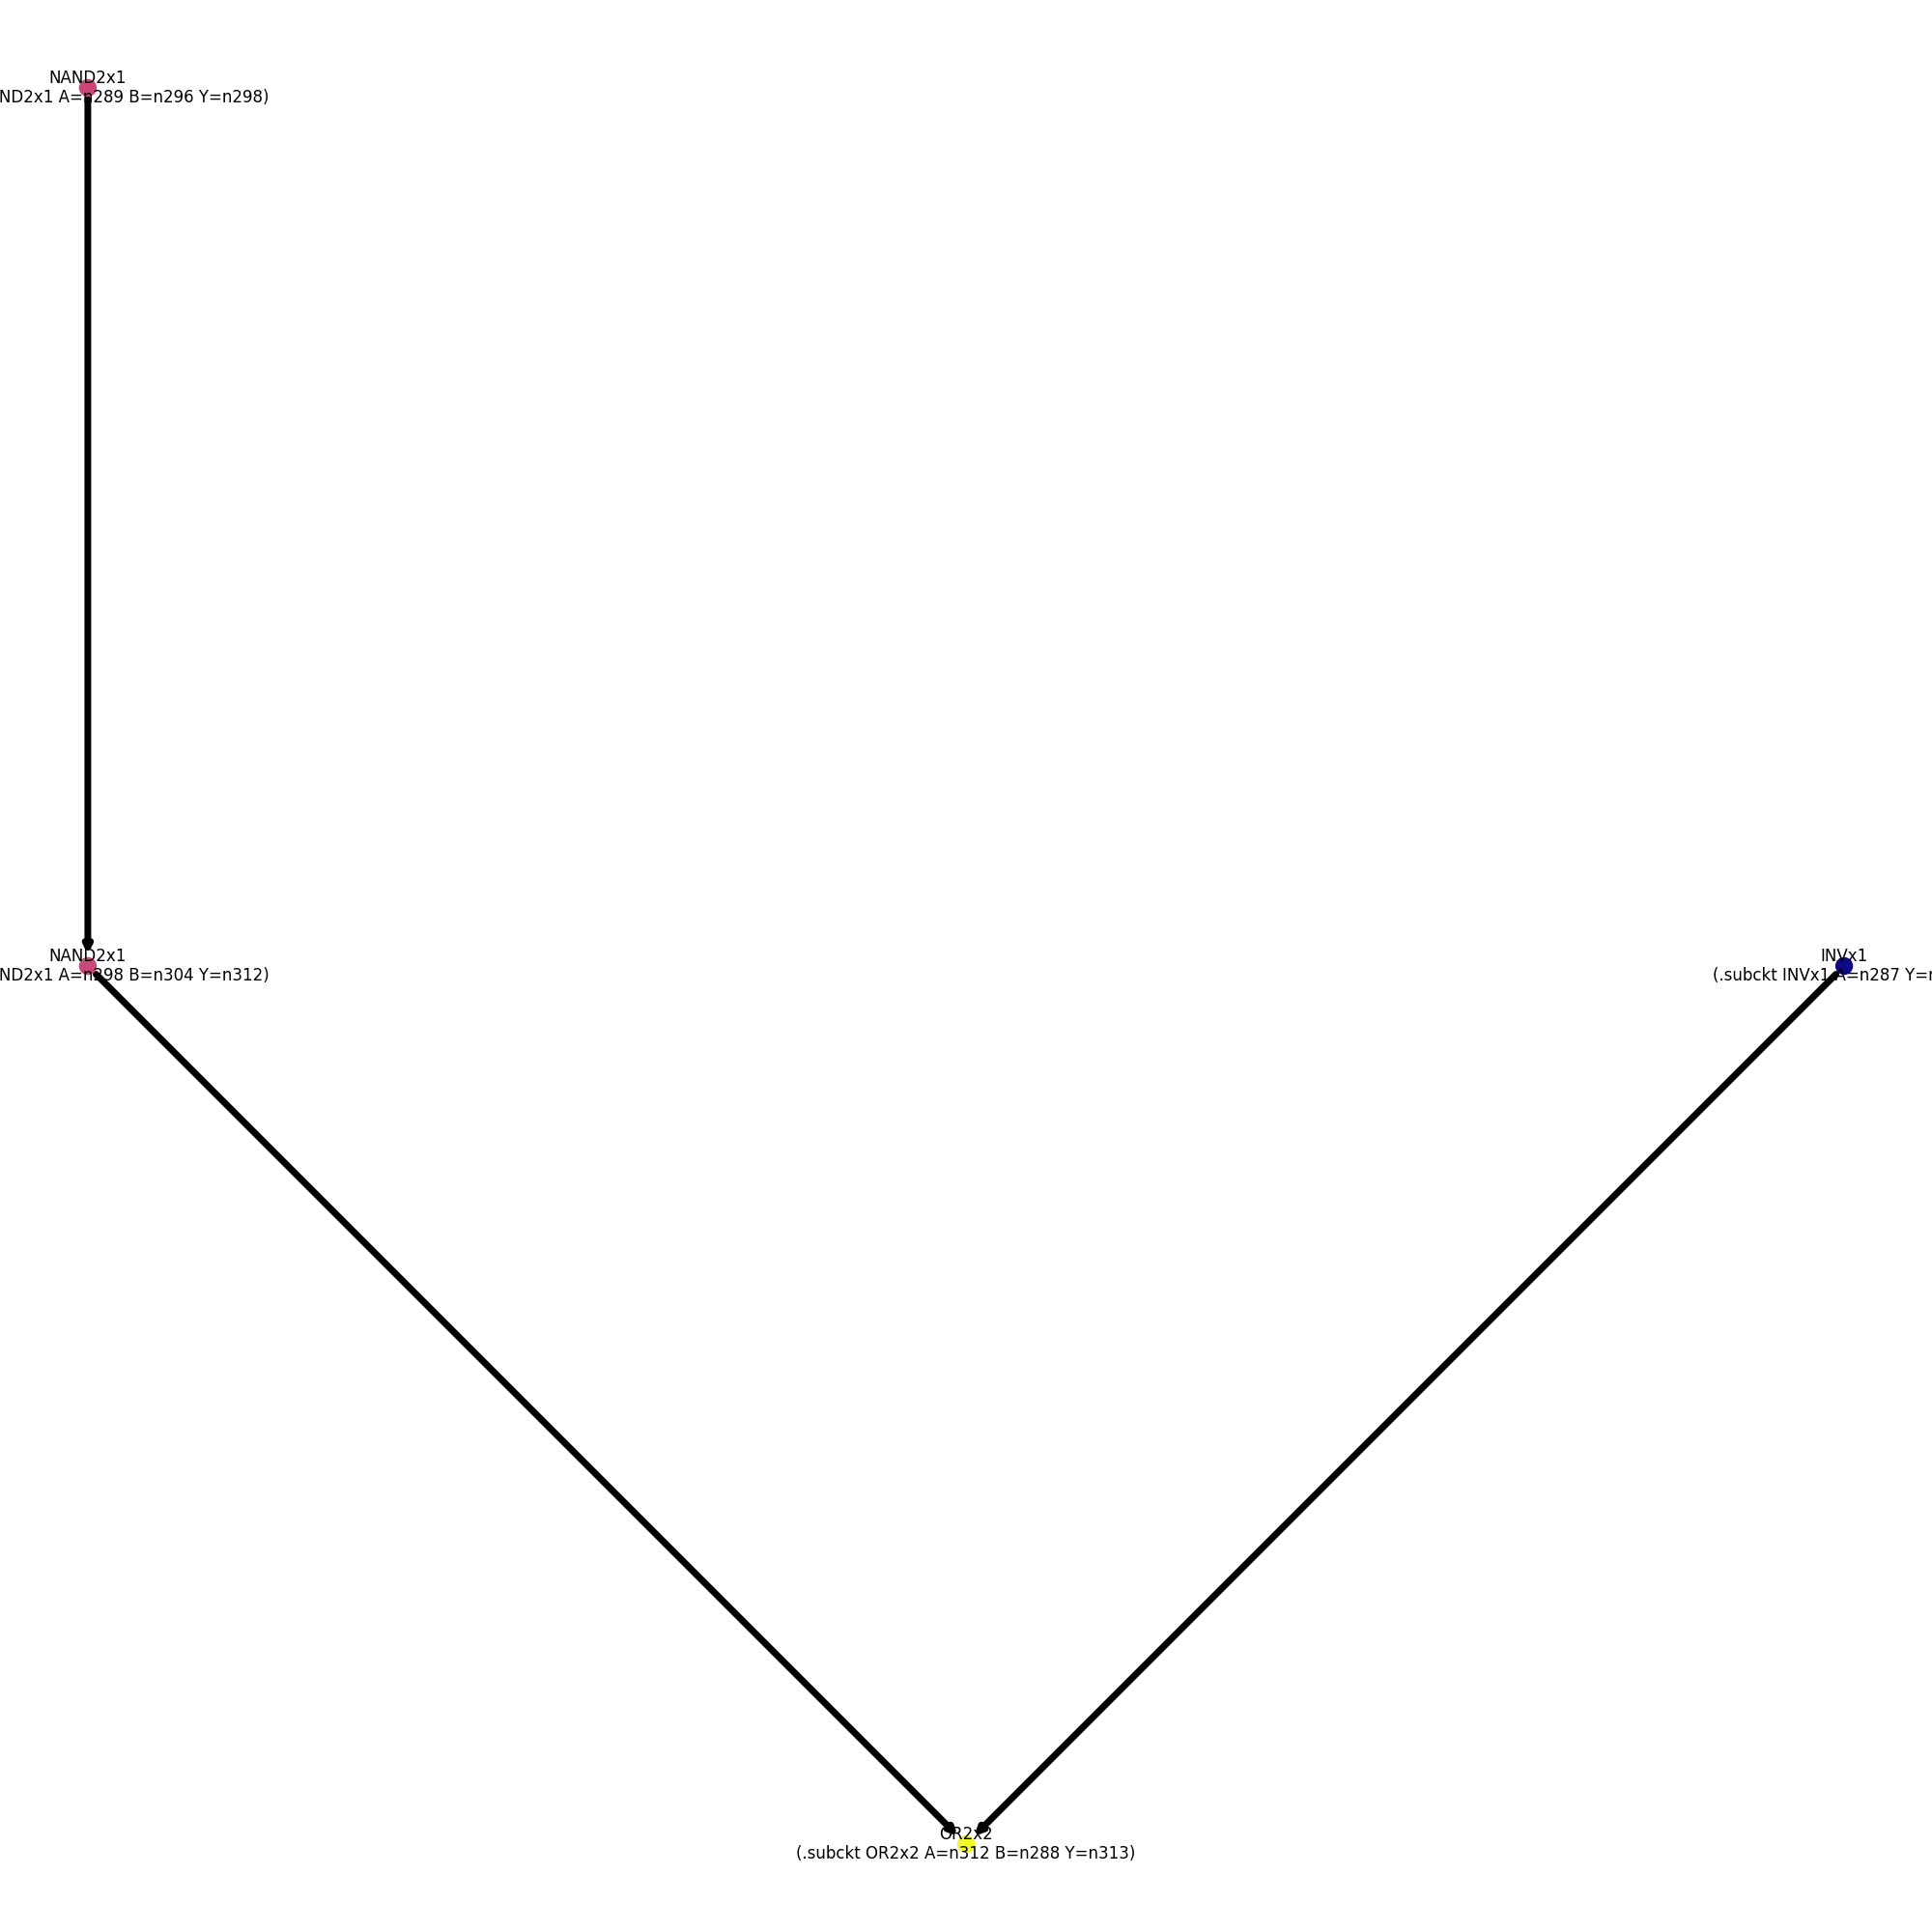 NAND2x1
ND2x1 A=n289 B=n296 Y=n298)
NAND2x1
ND2x1 A=n298 B=n304 Y=n312)
INVx1
(.subckt INVx1 A=n287 Y=
OR2x2
(.subckt OR2x2 A=n312 B=n288 Y=n313)